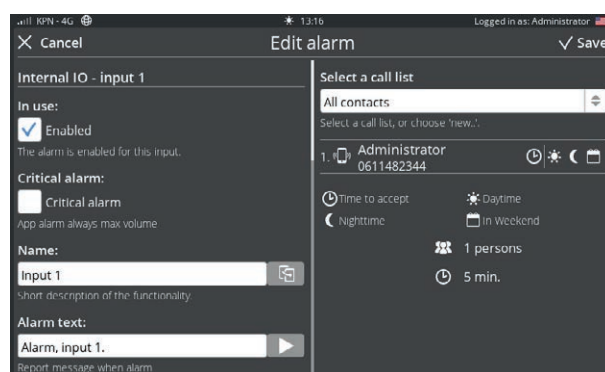 KPN - 4G
13:16
Logged in as: Administrator
Cancel
Edit alarm
Save
Internal IO - input 1
In use:
Enabled
The alarm is enabled for this input.
Critical alarm:
Critical alarm
App alarm always max volume
Name:
Input 1
Short description of the functionality.
Alarm text:
Alarm, input 1.
Report message when alarm
Select a call list
All contacts
Select a call list, or choose 'new..'.
1. Administrator
0611482344
Time to accept
Daytime
Nighttime
In Weekend
1 persons
5 min.